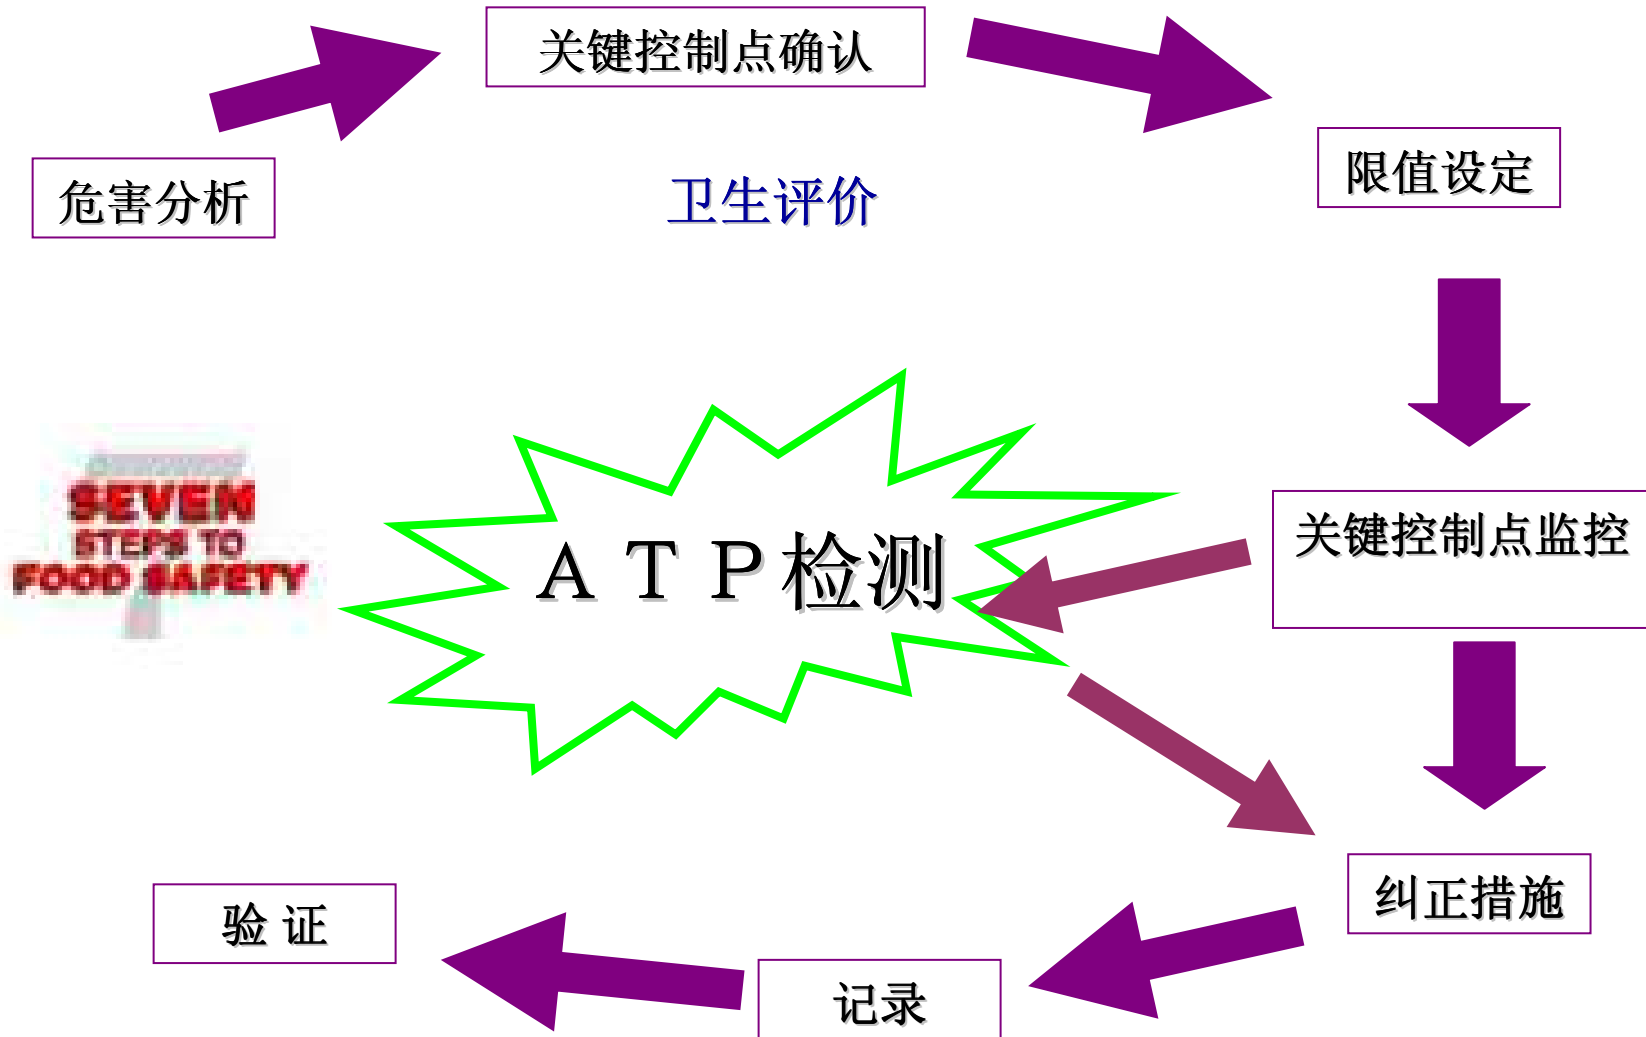 关键控制点确认
限值设定
危害分析
卫生评价
SEVEN
STEPS TO
FOOD SAFETY
ＡＴＰ检测
关键控制点监控
纠正措施
验 证
记录